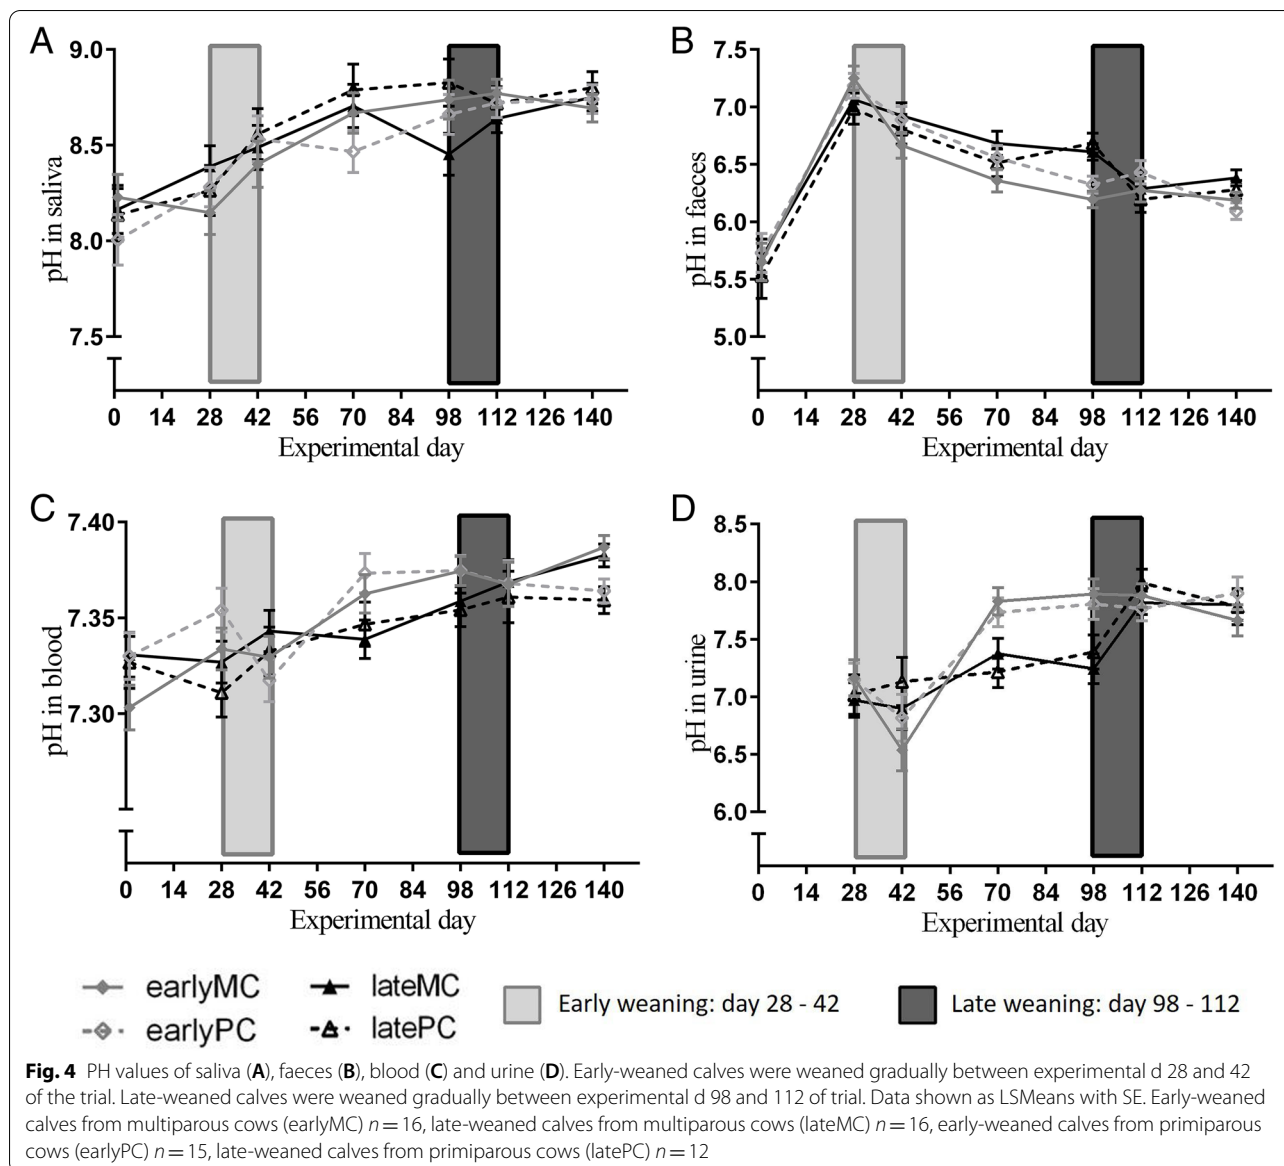 A
B
9.0
8.5
8.0
7.5
pH in saliva
0 14 28 42 56 70 84 98 112 126 140
Experimental day
7.5
7.0
6.5
6.0
5.5
5.0
pH in faeces
0 14 28 42 56 70 84 98 112 126 140
Experimental day
C
D
7.40
7.35
7.30
pH in blood
0 14 28 42 56 70 84 98 112 126 140
Experimental day
8.5
8.0
7.5
7.0
6.5
6.0
pH in urine
0 14 28 42 56 70 84 98 112 126 140
Experimental day
earlyMC
lateMC
earlyPC
latePC
Early weaning: day 28 - 42
Late weaning: day 98 - 112
Fig. 4 PH values of saliva (A), faeces (B), blood (C) and urine (D). Early-weaned calves were weaned gradually between experimental d 28 and 42
of the trial. Late-weaned calves were weaned gradually between experimental d 98 and 112 of trial. Data shown as LSMeans with SE. Early-weaned
calves from multiparous cows (earlyMC) n = 16, late-weaned calves from multiparous cows (lateMC) n = 16, early-weaned calves from primiparous
cows (earlyPC) n = 15, late-weaned calves from primiparous cows (latePC) n = 12